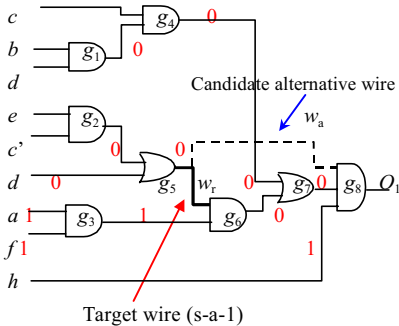 c
g4
0
b
g1
0
d
Candidate alternative wire
wa
e
g2
c'
0
0
d
0
g5
wr
0
g7
0
g8
O1
a
1
g3
1
g6
0
f
1
1
h
Target wire (s-a-1)